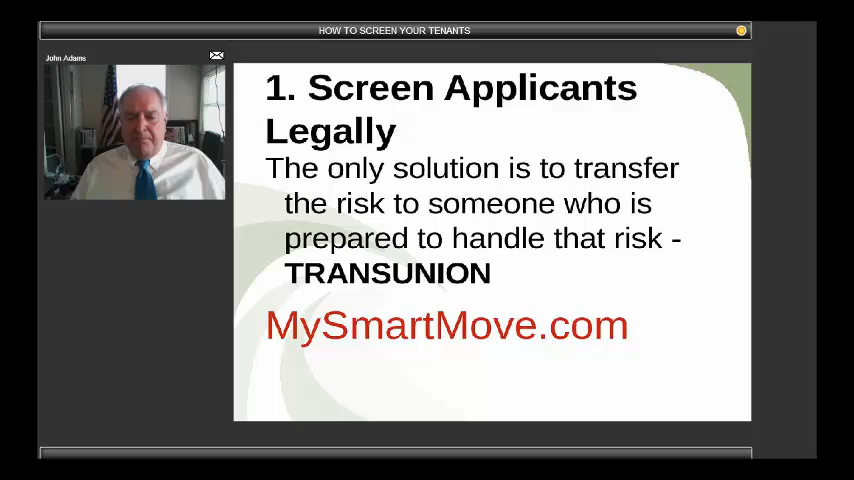 HOW TO SCREEN YOUR TENANTS
John Adams
1. Screen Applicants
Legally
The only solution is to transfer
the risk to someone who is
prepared to handle that risk -
TRANSUNION
MySmartMove.com